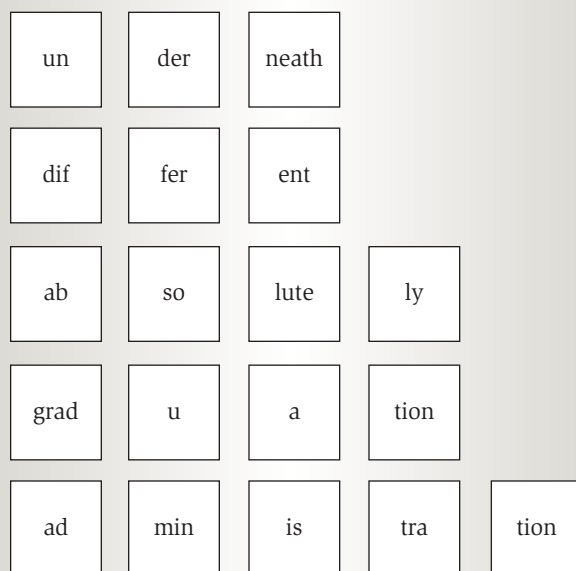 un der neath
dif fer ent
ab so lute ly
grad u a tion
ad min is tra tion